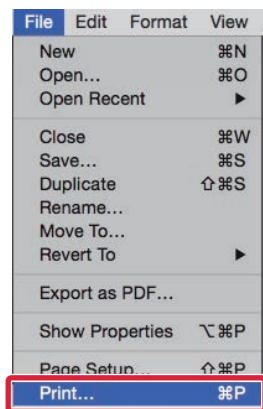 File Edit Format View
New ⌘N
Open... ⌘O
Open Recent ▶
Close ⌘W
Save... ⌘S
Duplicate ⇧⌘S
Rename...
Move To...
Revert To ▶
Export as PDF...
Show Properties ⌥⌘P
Page Setup... ⇧⌘P
Print... ⌘P